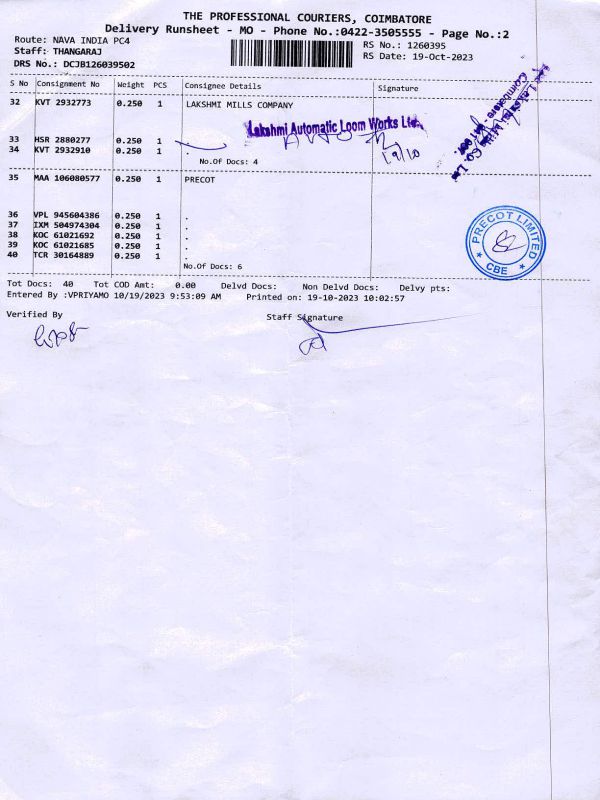 THE PROFESSIONAL COURIERS, COIMBATORE
Delivery Runsheet - MO - Phone No.:0422-3505555 - Page No.:2
Route: NAVA INDIA PC4
RS No.: 1260395
Staff: THANGARAJ
RS Date: 19-Oct-2023
DRS No.: DCJB126039502
S No Consignment No Weight PCS Consignee Details Signature
32 KVT 2932773 0.250 1 LAKSHMI MILLS COMPANY
Lakshmi Automatic Loom Works Ltd.
33 HSR 2880277 0.250 1 .
34 KVT 2932910 0.250 1 .
19/10
No.Of Docs: 4
35 MAA 106080577 0.250 1 PRECOT
36 VPL 945604386 0.250 1 .
37 IXM 504974304 0.250 1 .
38 KOC 61021692 0.250 1 .
39 KOC 61021685 0.250 1 .
40 TCR 30164889 0.250 1 .
PRECOT LIMITED
★ CBE ★
No.Of Docs: 6
Tot Docs: 40 Tot COD Amt: 0.00 Delvd Docs: Non Delvd Docs: Delvy pts:
Entered By :VPRIYAMO 10/19/2023 9:53:09 AM Printed on: 19-10-2023 10:02:57
Verified By Staff Signature